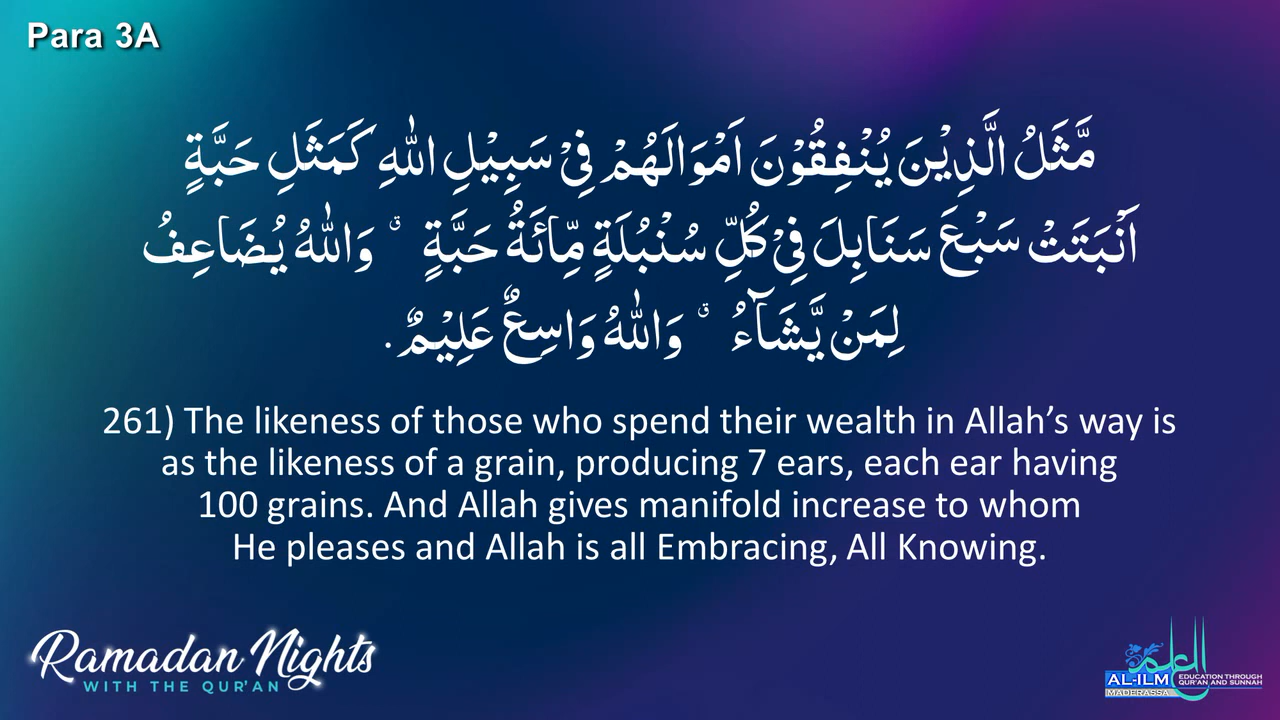 Para 3A
مَّثَلُ الَّذِيْنَ يُنْفِقُوْنَ اَمْوَالَهُمْ فِىْ سَبِيْلِ اللّٰهِ كَمَثَلِ حَبَّةٍ
اَنْۢبَتَتْ سَبْعَ سَنَابِلَ فِىْ كُلِّ سُنْۢبُلَةٍ مِّائَةُ حَبَّةٍ ۗ وَاللّٰهُ يُضَاعِفُ
لِمَنْ يَّشَآءُ ۗ وَاللّٰهُ وَاسِعٌ عَلِيْمٌ.
261) The likeness of those who spend their wealth in Allah’s way is
as the likeness of a grain, producing 7 ears, each ear having
100 grains. And Allah gives manifold increase to whom
He pleases and Allah is all Embracing, All Knowing.
Ramadan Nights
WITH THE QUR'AN
العلم
AL-ILM
MADERASSA
EDUCATION THROUGH
QUR'AN AND SUNNAH